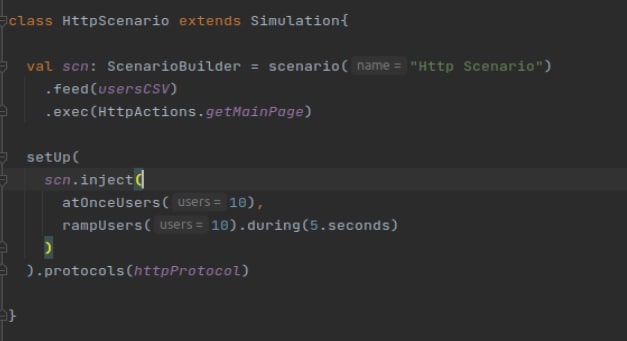 class HttpScenario extends Simulation{
val scn: ScenarioBuilder = scenario( name = "Http Scenario")
.feed(usersCSV)
.exec(HttpActions.getMainPage)
setUp(
scn.inject(
atOnceUsers( users = 10),
rampUsers( users = 10).during(5.seconds)
)
).protocols(httpProtocol)
}